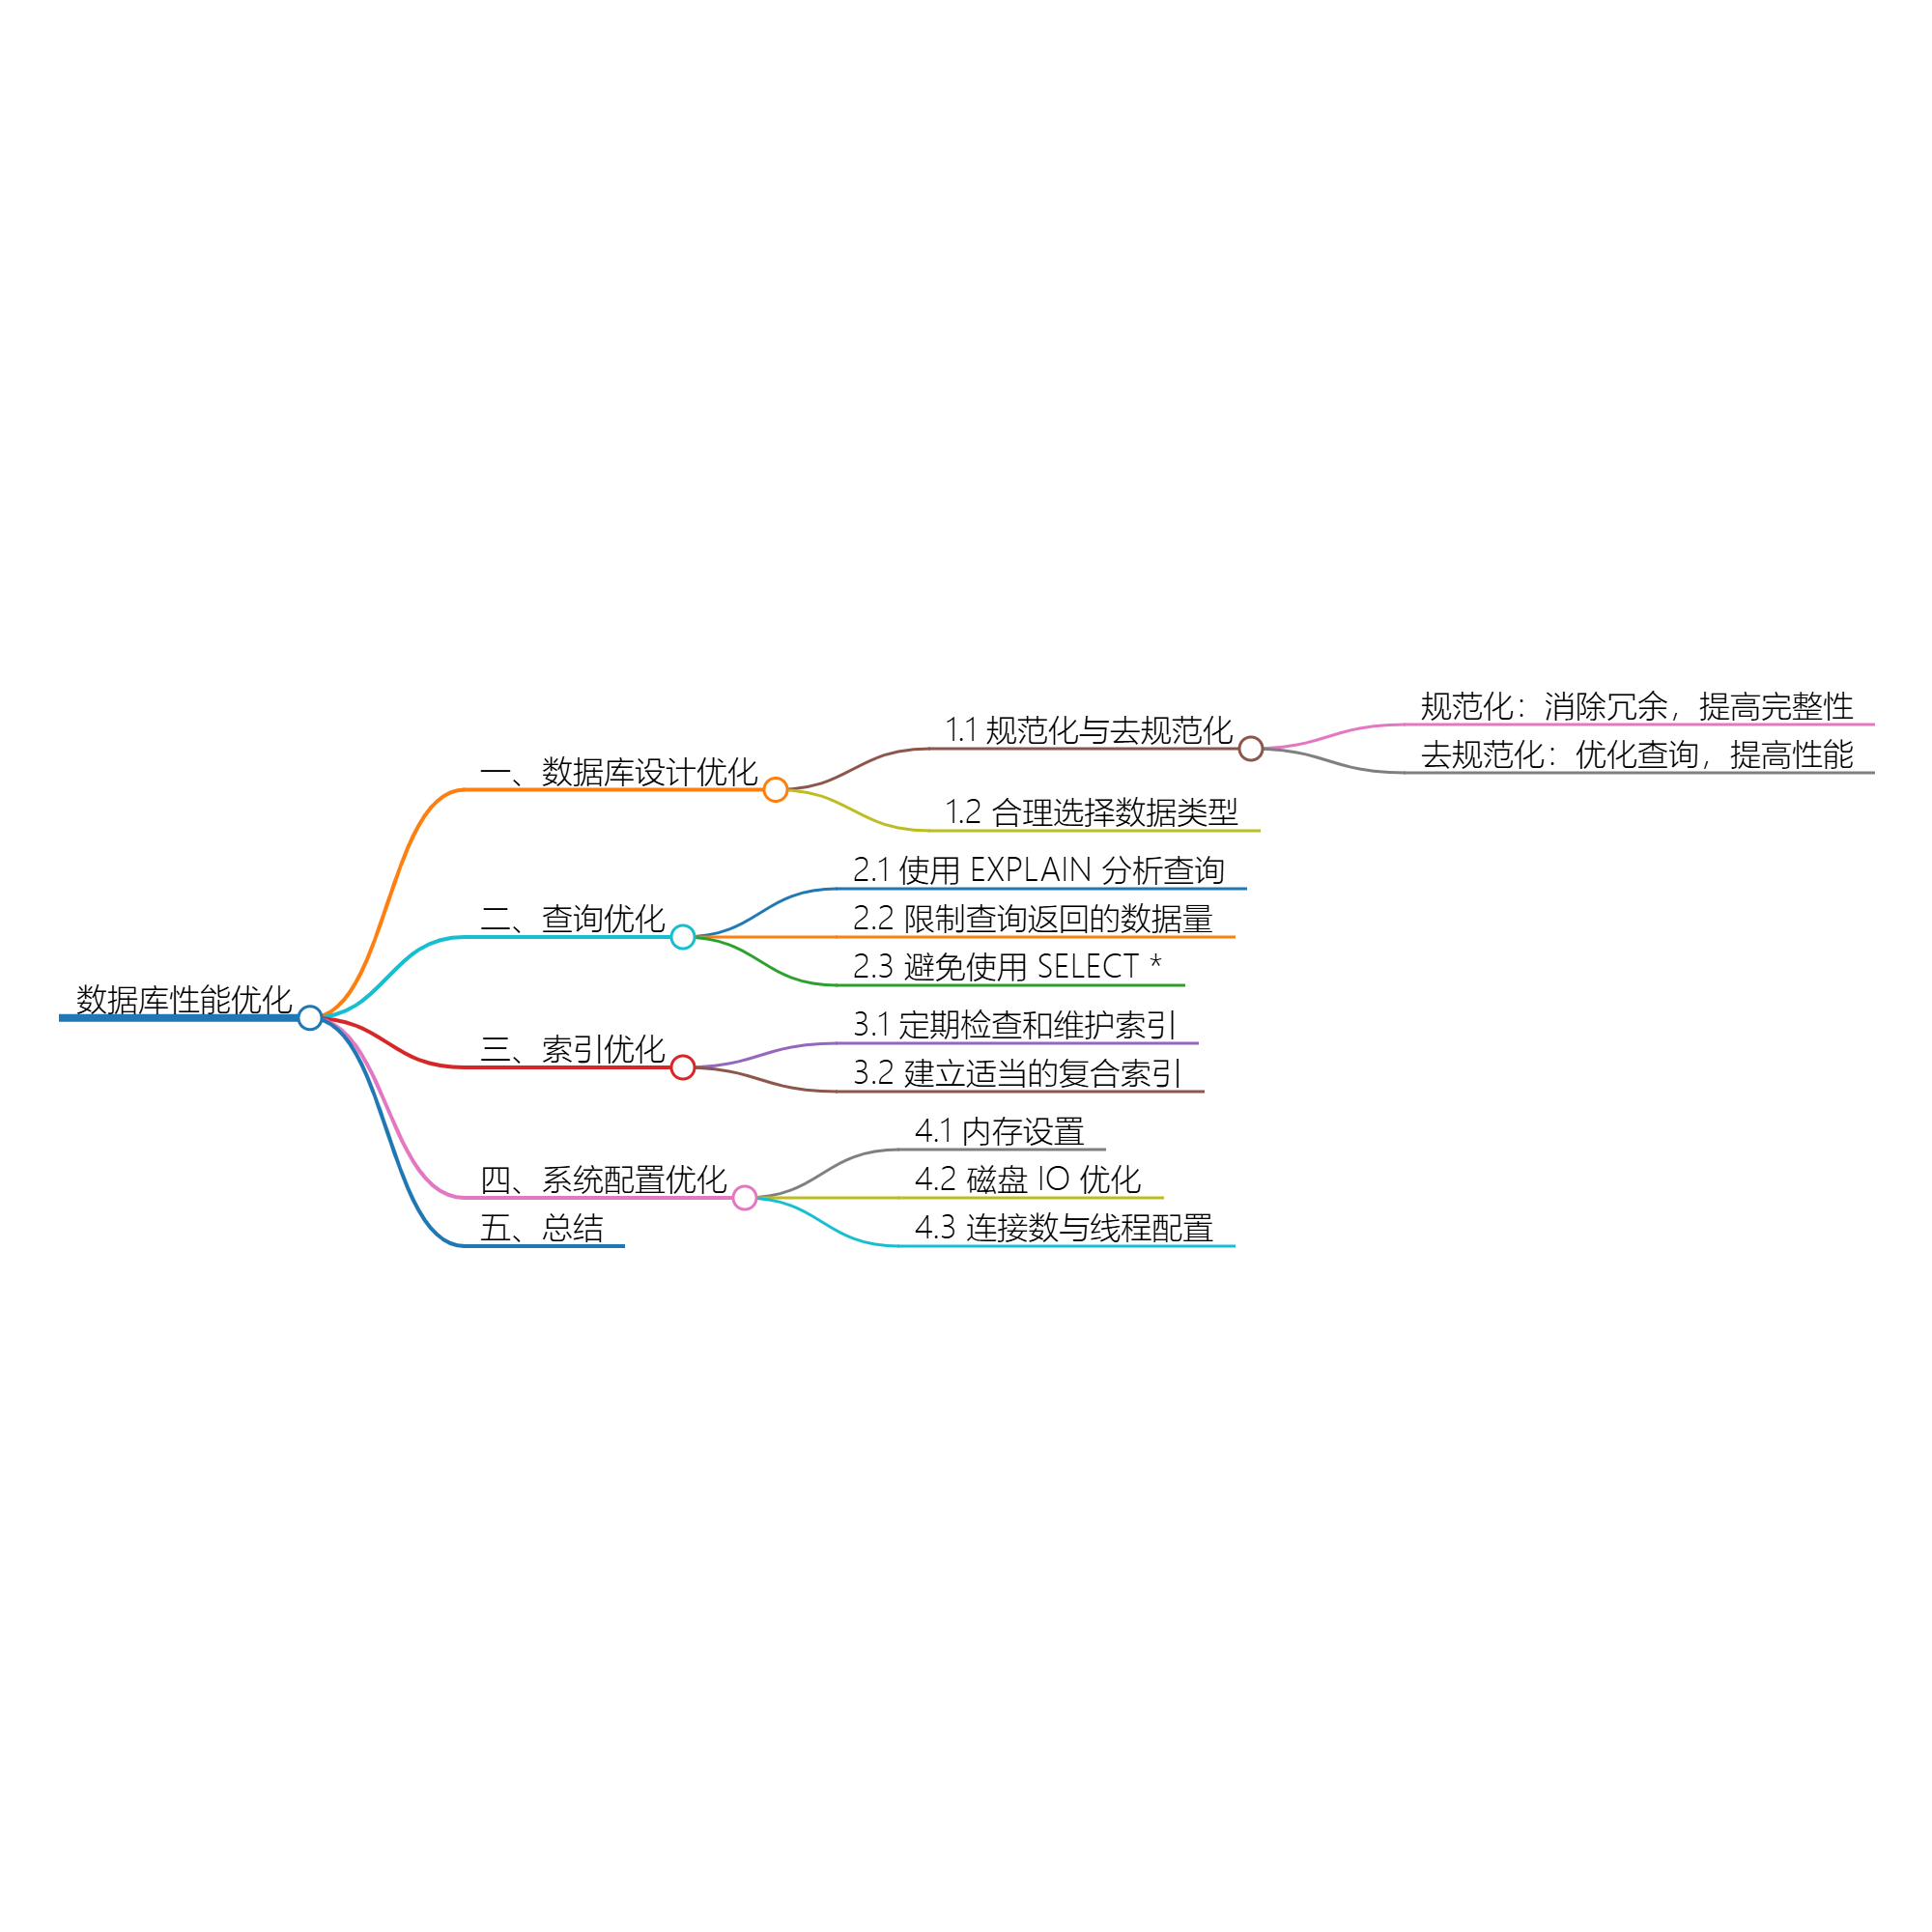 数据库性能优化
一、数据库设计优化
1.1 规范化与去规范化
规范化：消除冗余，提高完整性
去规范化：优化查询，提高性能
1.2 合理选择数据类型
二、查询优化
2.1 使用 EXPLAIN 分析查询
2.2 限制查询返回的数据量
2.3 避免使用 SELECT *
三、索引优化
3.1 定期检查和维护索引
3.2 建立适当的复合索引
四、系统配置优化
4.1 内存设置
4.2 磁盘 IO 优化
4.3 连接数与线程配置
五、总结